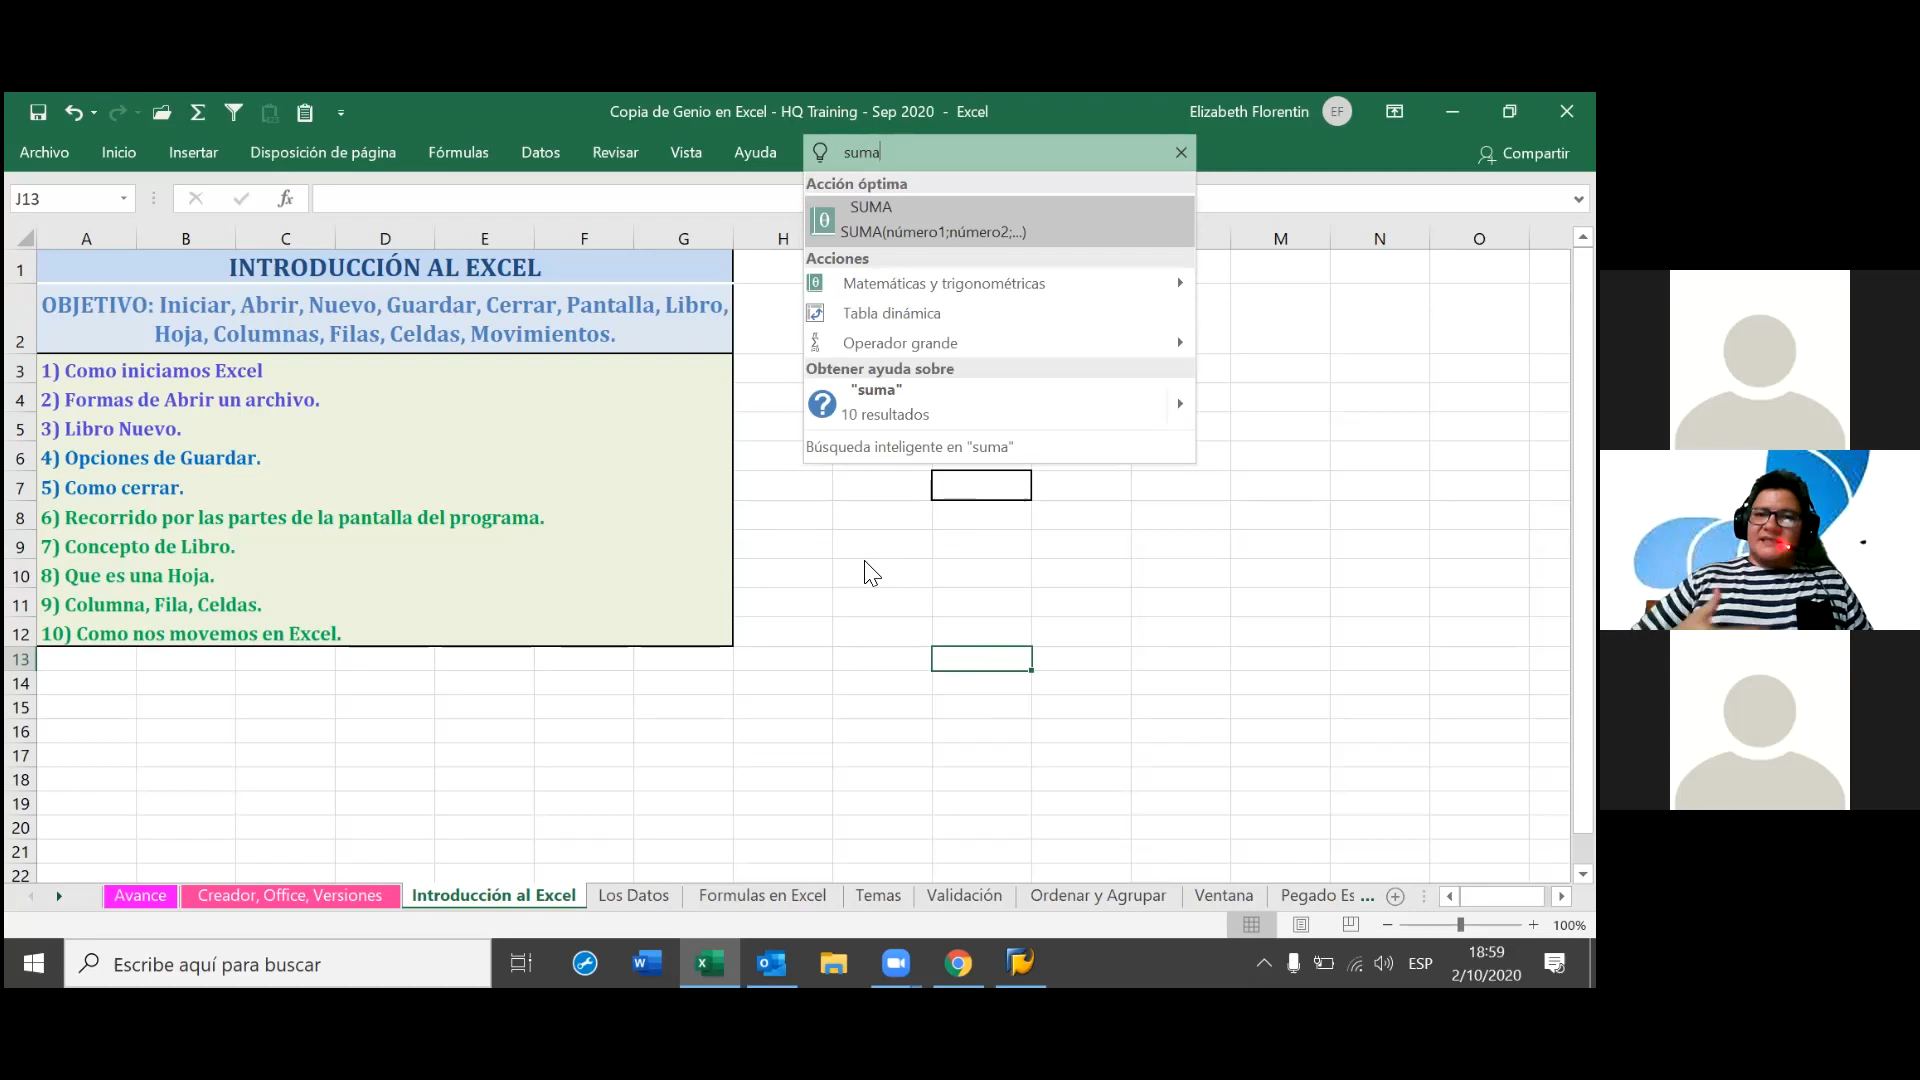 Copia de Genio en Excel - HQ Training - Sep 2020 - Excel
Elizabeth Florentin
EF
Archivo Inicio Insertar Disposición de página Fórmulas Datos Revisar Vista Ayuda
suma
Compartir
J13
fx
Acción óptima
SUMA
SUMA(número1;número2;...)
Acciones
Matemáticas y trigonométricas
Tabla dinámica
Operador grande
Obtener ayuda sobre
"suma"
10 resultados
Búsqueda inteligente en "suma"
A B C D E F G H M N O
1 INTRODUCCIÓN AL EXCEL
OBJETIVO: Iniciar, Abrir, Nuevo, Guardar, Cerrar, Pantalla, Libro,
2 Hoja, Columnas, Filas, Celdas, Movimientos.
3 1) Como iniciamos Excel
4 2) Formas de Abrir un archivo.
5 3) Libro Nuevo.
6 4) Opciones de Guardar.
7 5) Como cerrar.
8 6) Recorrido por las partes de la pantalla del programa.
9 7) Concepto de Libro.
10 8) Que es una Hoja.
11 9) Columna, Fila, Celdas.
12 10) Como nos movemos en Excel.
13
14
15
16
17
18
19
20
21
22
Avance Creador, Office, Versiones Introducción al Excel Los Datos Formulas en Excel Temas Validación Ordenar y Agrupar Ventana Pegado Es ...
100%
Escribe aquí para buscar
ESP
18:59
2/10/2020